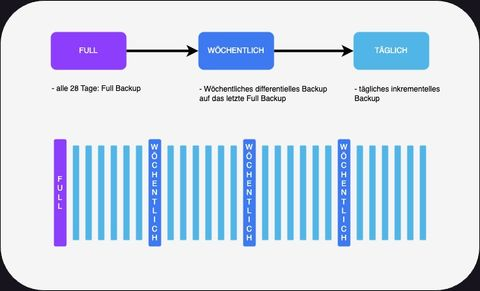 FULL
WÖCHENTLICH
TÄGLICH
- alle 28 Tage: Full Backup
- Wöchentliches differentielles Backup
auf das letzte Full Backup
- tägliches inkrementelles
Backup
FULL
WÖCHENTLICH
WÖCHENTLICH
WÖCHENTLICH